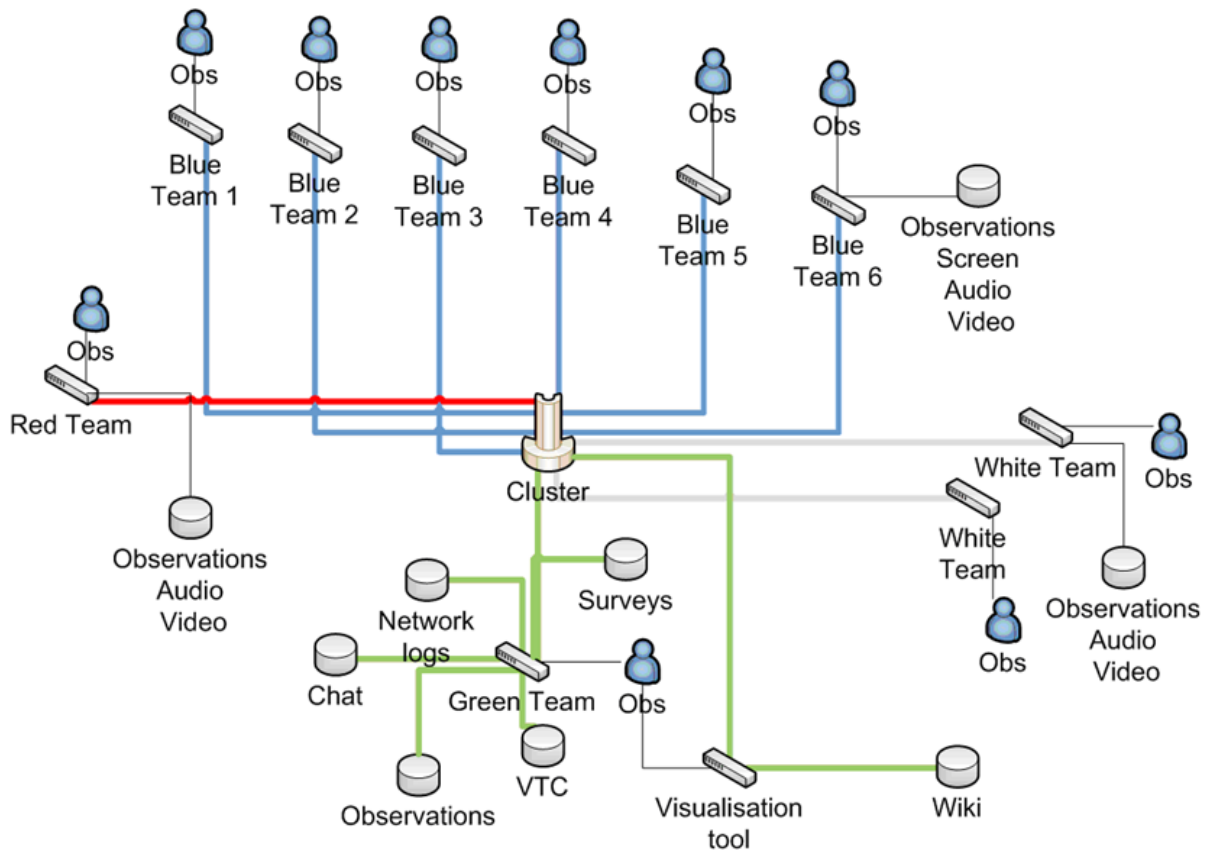 Obs
Obs
Obs
Obs
Obs
Obs
Blue
Team 1
Blue
Team 2
Blue
Team 3
Blue
Team 4
Blue
Team 5
Blue
Team 6
Observations
Screen
Audio
Video
Obs
Red Team
Cluster
White Team
Obs
White
Team
Obs
Observations
Audio
Video
Observations
Audio
Video
Network
logs
Surveys
Chat
Green Team
Obs
VTC
Observations
Visualisation
tool
Wiki